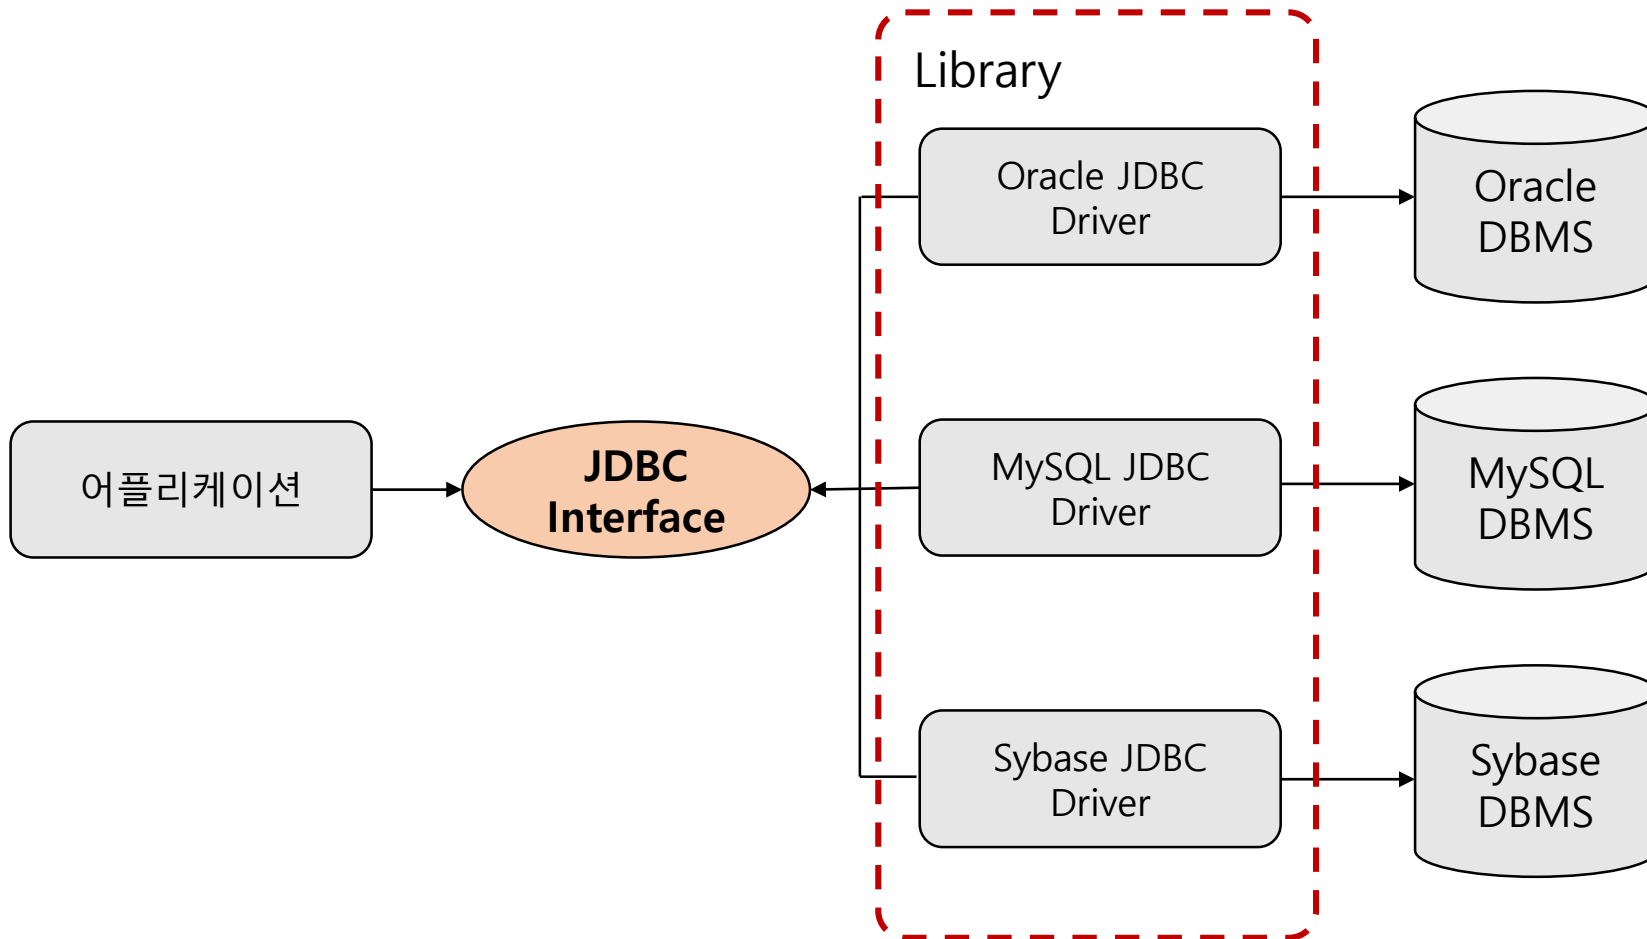 Library
Oracle JDBC
Driver
Oracle
DBMS
어플리케이션
JDBC
Interface
MySQL JDBC
Driver
MySQL
DBMS
Sybase JDBC
Driver
Sybase
DBMS